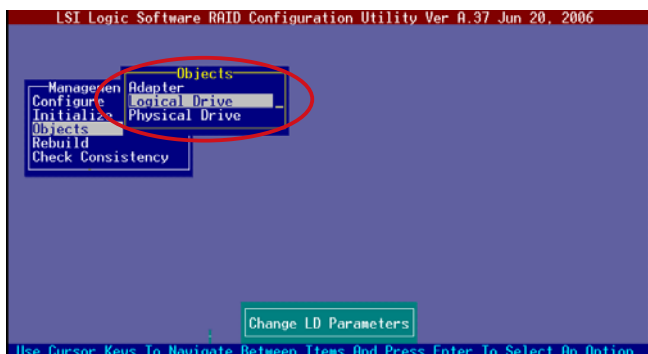 LSI Logic Software RAID Configuration Utility Ver A.37 Jun 20, 2006
Objects
Adapter
Logical Drive
Physical Drive
Managemen
Configure
Initialize
Objects
Rebuild
Check Consistency
Change LD Parameters
Use Cursor Keys To Navigate Between Items And Press Enter To Select An Option